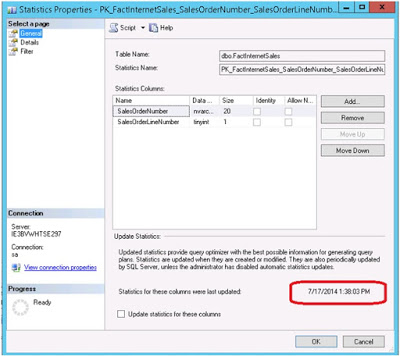 Statistics Properties - PK_FactInternetSales_SalesOrderNumber_SalesOrderLineNumb...
Select a page
General
Details
Filter
Script
Help
Table Name:
dbo.FactInternetSales
Statistics Name:
PK_FactInternetSales_SalesOrderNumber_SalesOrderLineNu
Statistics Columns:
Name Data ... Size Identity Allow N...
SalesOrderNumber nvarc... 20
SalesOrderLineNumber tinyint 1
Add...
Remove
Move Up
Move Down
Connection
Server:
IE3BVWHTSE297
Connection:
sa
View connection properties
Progress
Ready
Update Statistics:
Updated statistics provide query optimizer with the best possible information for generating query
plans. Statistics are updated when they are created or modified. They are also periodically updated
by SQL Server, unless the administrator has disabled automatic statistics updates.
Statistics for these columns were last updated: 7/17/2014 1:38:03 PM
Update statistics for these columns
OK Cancel